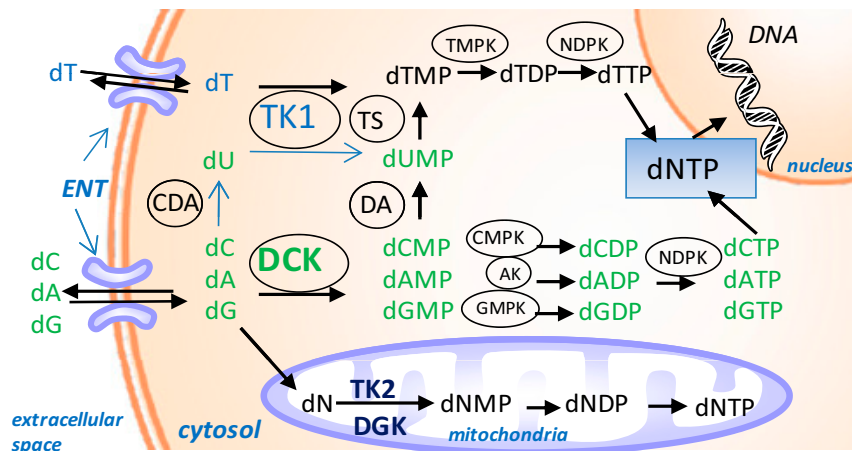 TMPK NDPK DNA
dT dT dTMP dTDP dTTP
TK1 TS
dU dUMP dNTP nucleus
ENT CDA DA
dC dC DCK dCMP CMPK dCDP NDPK dCTP
dA dA dAMP AK dADP dATP
dG dG dGMP GMPK dGDP dGTP
dN TK2 dNMP dNDP dNTP
DGK mitochondria
extracellular
space
cytosol